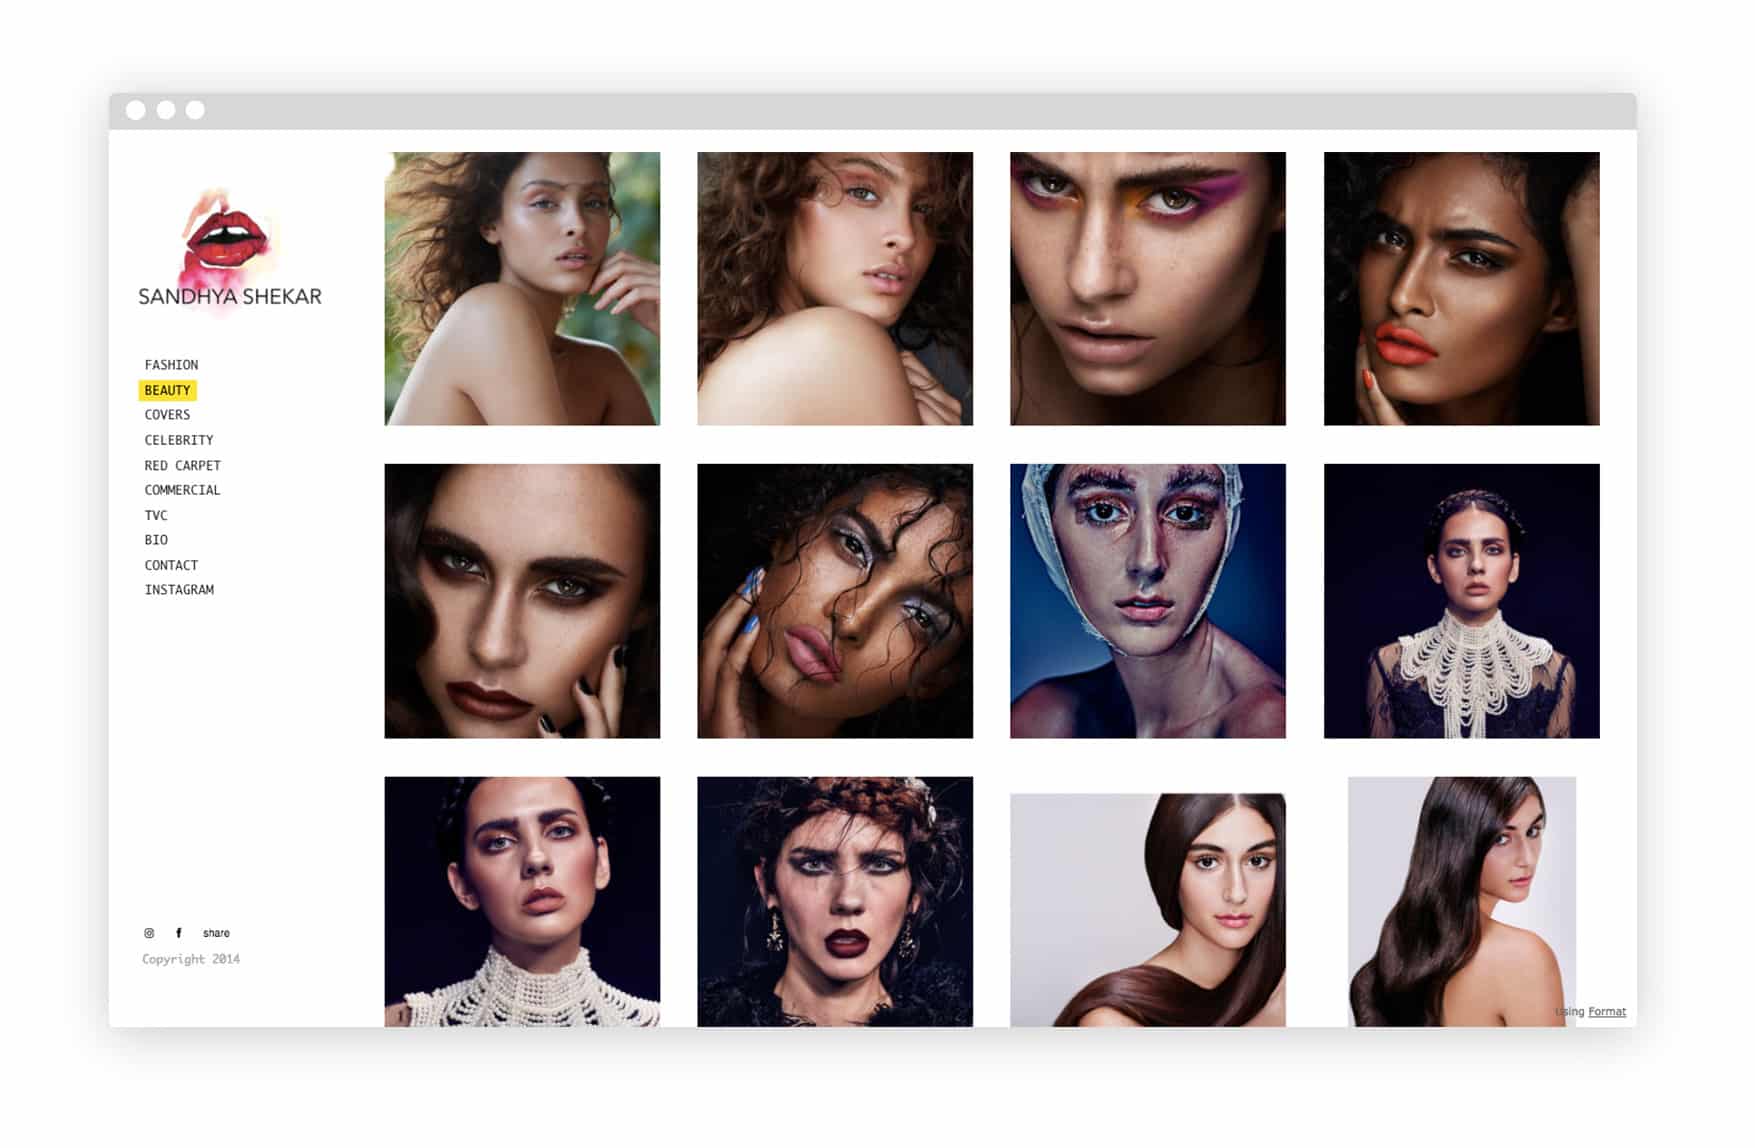 SANDHYA SHEKAR
FASHION
BEAUTY
COVERS
CELEBRITY
RED CARPET
COMMERCIAL
TVC
BIO
CONTACT
INSTAGRAM
share
Copyright 2014
Using Format